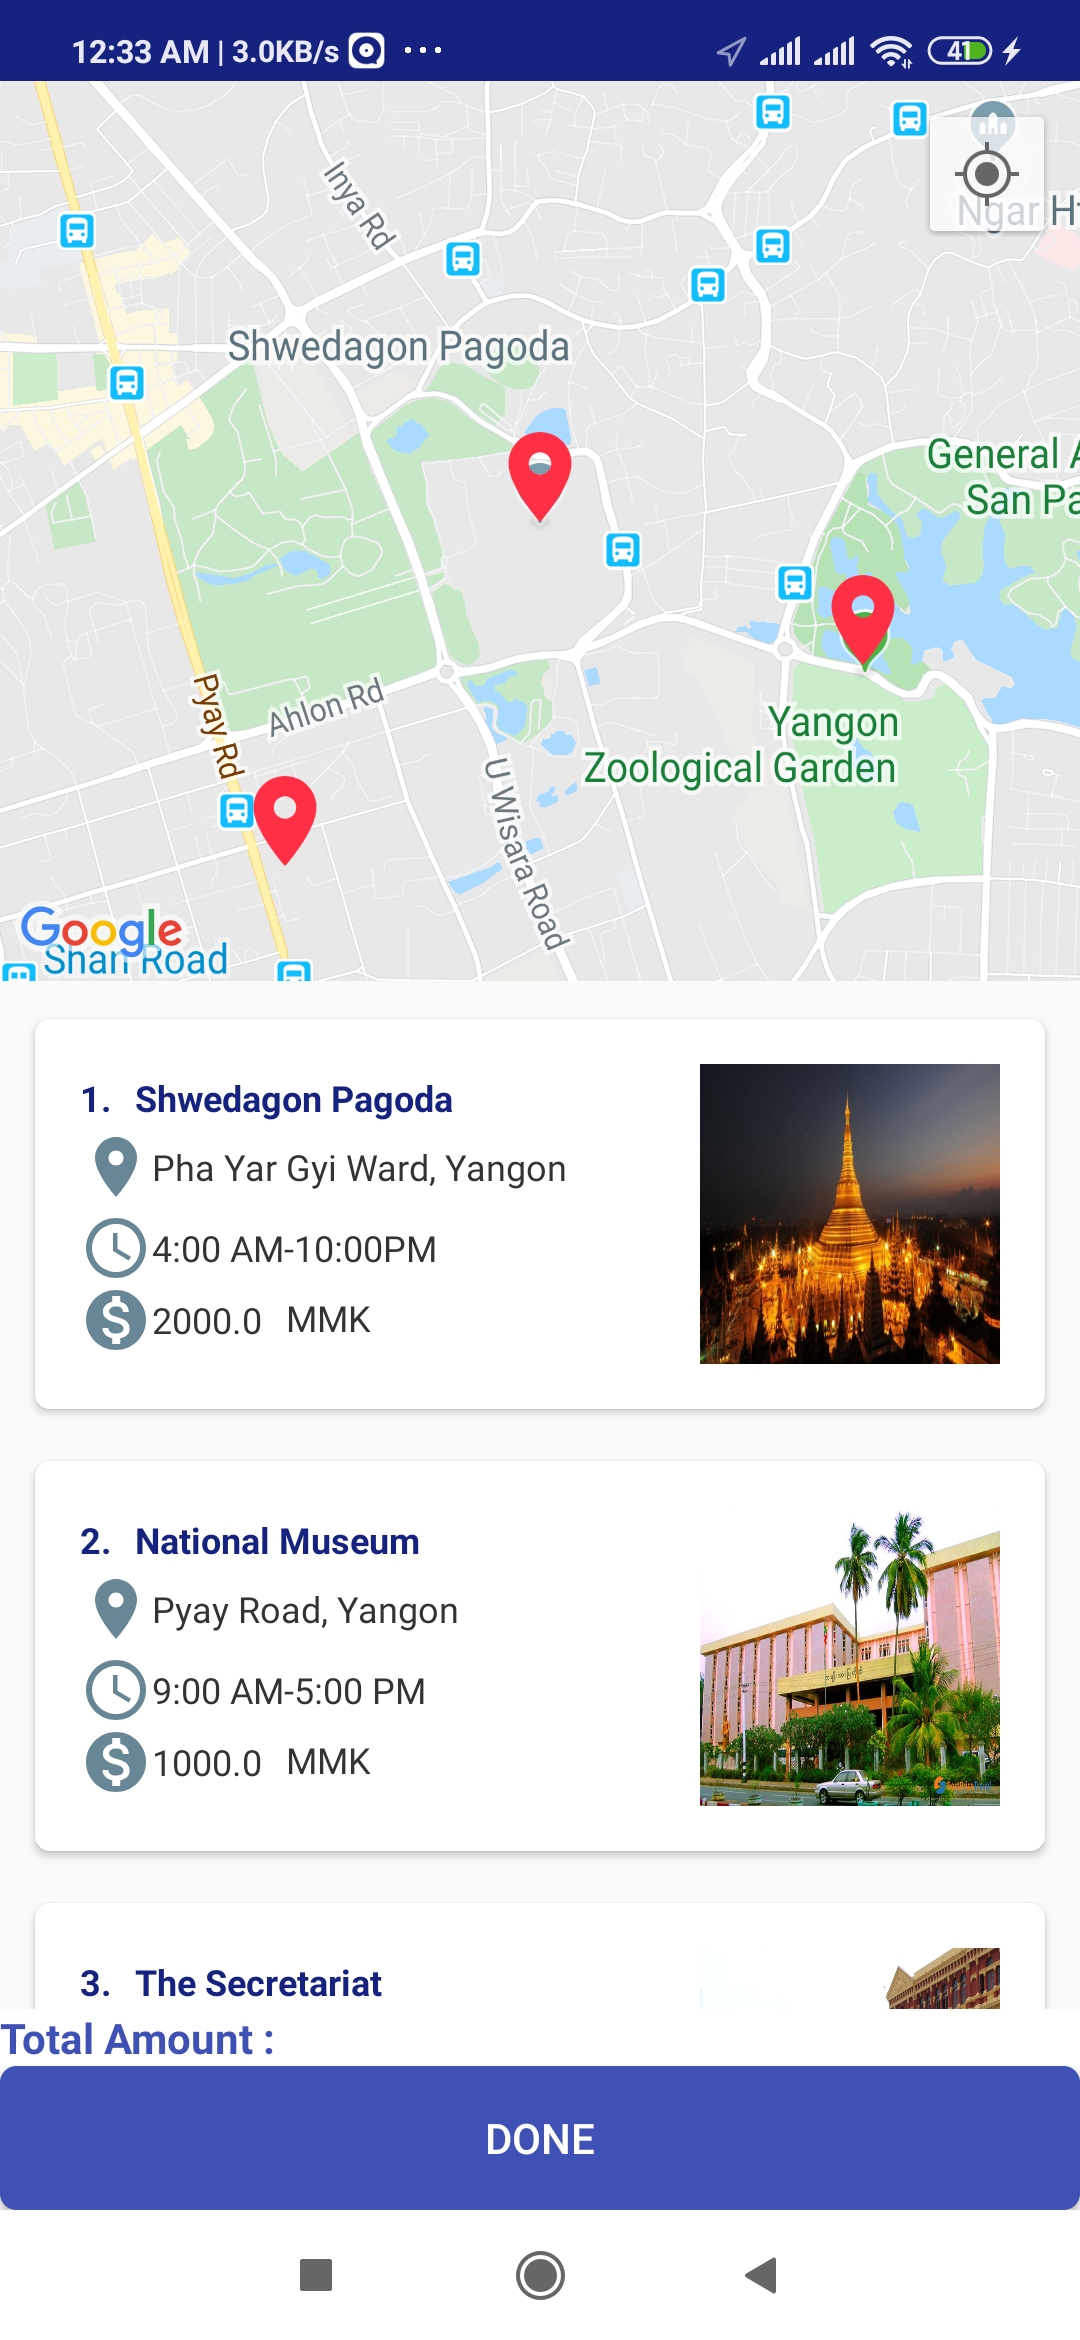 12:33 AM | 3.0KB/s ...
41
Inya Rd
Ngar Ht
Shwedagon Pagoda
General A
San Pa
Pyay Rd
Ahlon Rd
Yangon
Zoological Garden
U Wisara Road
Google
Shan Road
1. Shwedagon Pagoda
Pha Yar Gyi Ward, Yangon
4:00 AM-10:00PM
2000.0 MMK
2. National Museum
Pyay Road, Yangon
9:00 AM-5:00 PM
1000.0 MMK
3. The Secretariat
Total Amount :
DONE